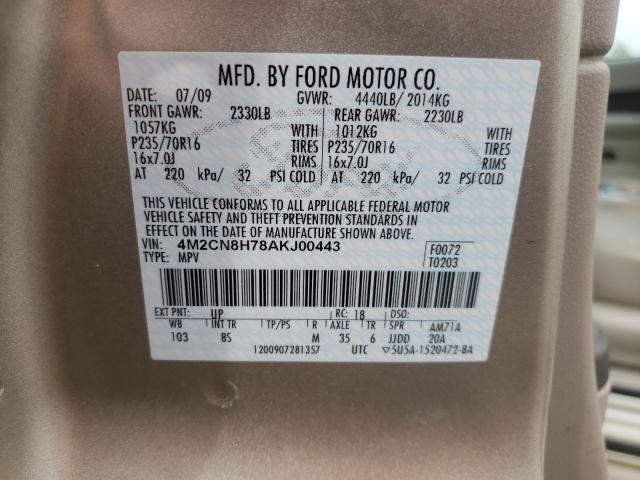 MFD. BY FORD MOTOR CO.
DATE: 07/09 GVWR: 4440LB/ 2014KG
FRONT GAWR: 2330LB REAR GAWR: 2230LB
1057KG WITH 1012KG WITH
P235/70R16 TIRES P235/70R16 TIRES
16x7.0J RIMS 16x7.0J RIMS
AT 220 kPa/ 32 PSI COLD AT 220 kPa/ 32 PSI COLD
THIS VEHICLE CONFORMS TO ALL APPLICABLE FEDERAL MOTOR
VEHICLE SAFETY AND THEFT PREVENTION STANDARDS IN
EFFECT ON THE DATE OF MANUFACTURE SHOWN ABOVE.
VIN: 4M2CN8H78AKJ00443 F0072
TYPE: MPV T0203
EXT PNT: UP RC: 18 DSO:
WB INT TR TP/PS R AXLE TR SPR AM71A
103 8S M 35 6 JJDD 20A
1200907281357 UTC ▽5U5A-1520472-BA